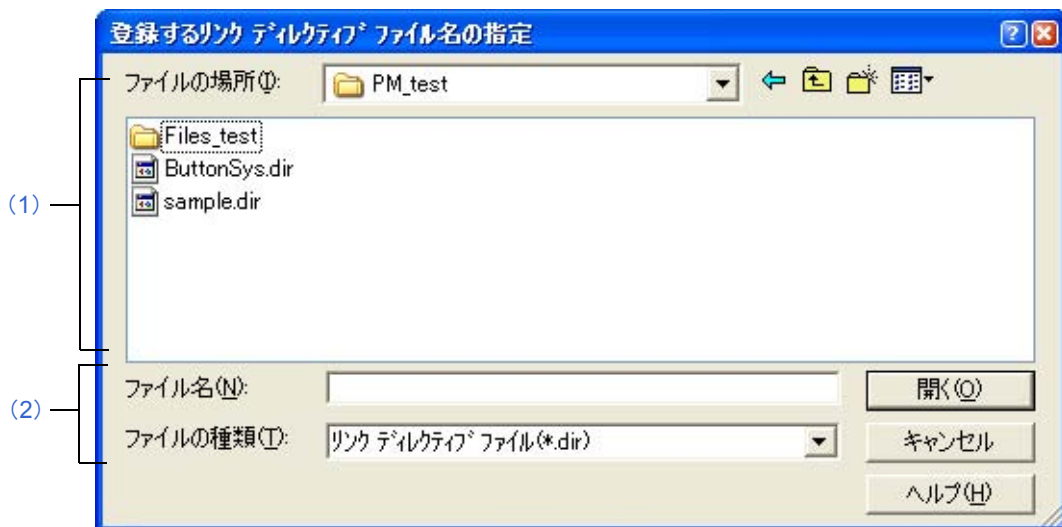 登録するリンク ディレクティブ ファイル名の指定
ファイルの場所(I):
PM_test
Files_test
ButtonSys.dir
sample.dir
(1)
ファイル名(N):
開く(O)
(2)
ファイルの種類(T):
リンク ディレクティブ ファイル(*.dir)
キャンセル
ヘルプ(H)